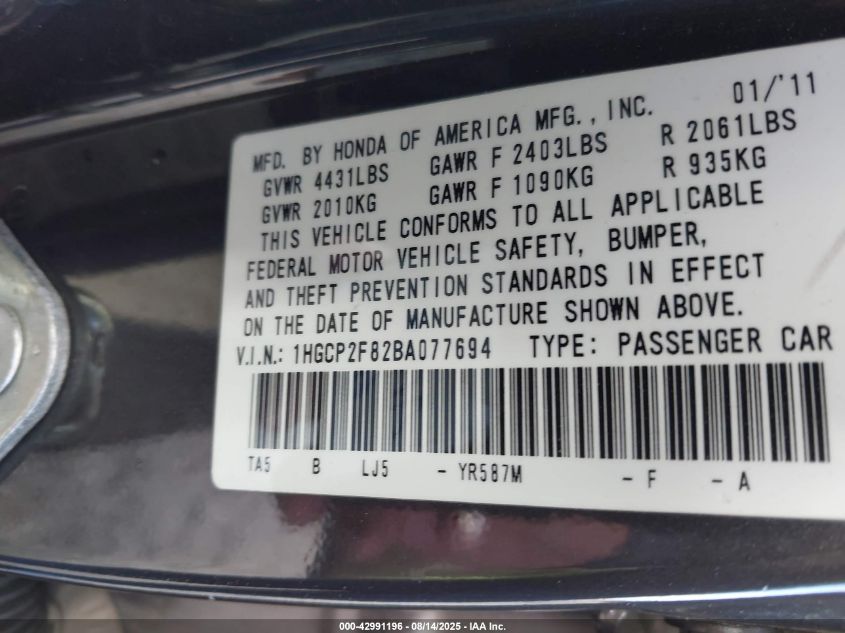 MFD. BY HONDA OF AMERICA MFG., INC. 01/'11
GVWR 4431LBS GAWR F 2403LBS R 2061LBS
GVWR 2010KG GAWR F 1090KG R 935KG
THIS VEHICLE CONFORMS TO ALL APPLICABLE
FEDERAL MOTOR VEHICLE SAFETY, BUMPER,
AND THEFT PREVENTION STANDARDS IN EFFECT
ON THE DATE OF MANUFACTURE SHOWN ABOVE.
V.I.N.: 1HGCP2F82BA077694 TYPE: PASSENGER CAR
TA5 B LJ5 - YR587M - F - A
000-42991196 - 08/14/2025 - IAA Inc.